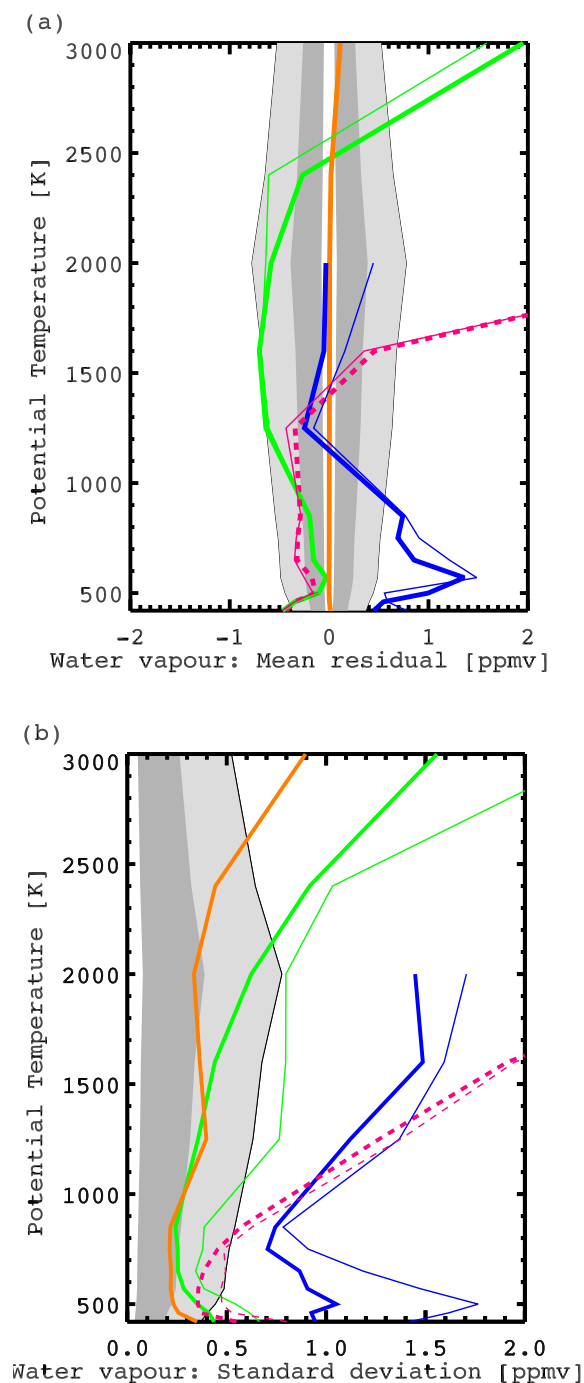 (a)
3000
2500
2000
1500
1000
500
Potential Temperature [K]
-2 -1 0 1 2
Water vapour: Mean residual [ppmv]
(b)
3000
2500
2000
1500
1000
500
Potential Temperature [K]
0.0 0.5 1.0 1.5 2.0
Water vapour: Standard deviation [ppmv]